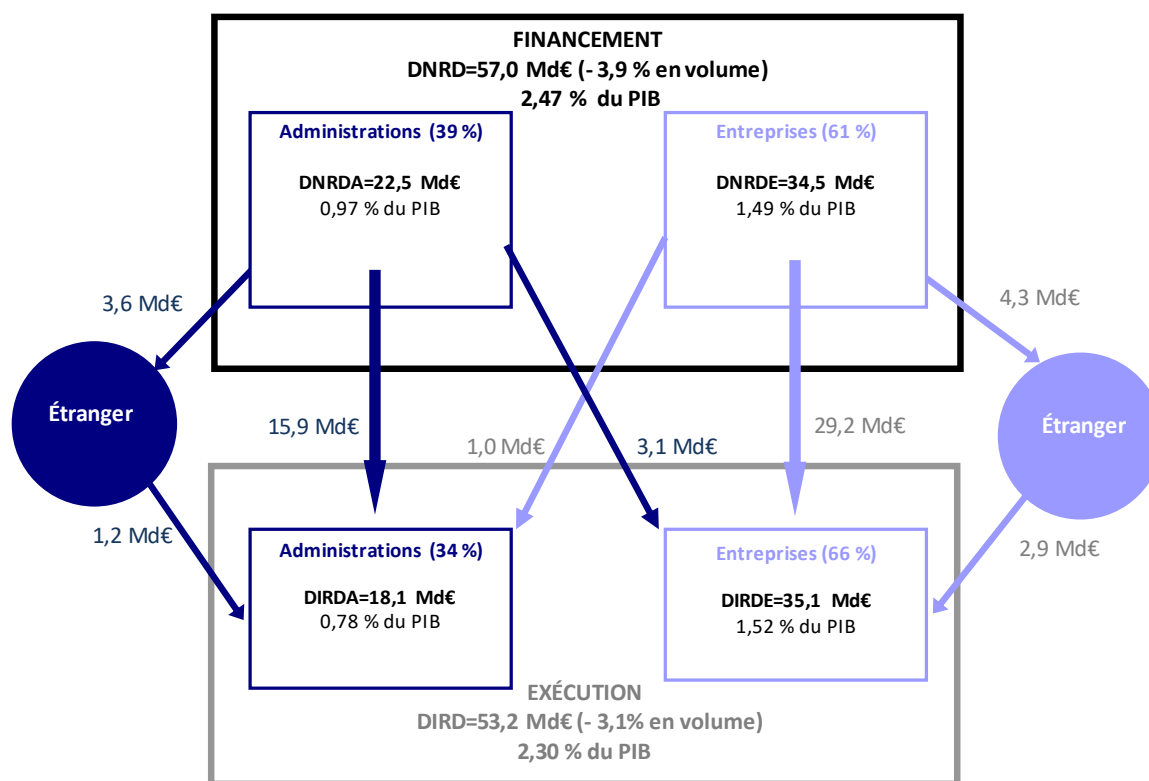 FINANCEMENT
DNRD=57,0 Md€ (- 3,9 % en volume)
2,47 % du PIB
Administrations (39 %)
DNRDA=22,5 Md€
0,97 % du PIB
Entreprises (61 %)
DNRDE=34,5 Md€
1,49 % du PIB
3,6 Md€
4,3 Md€
Étranger
15,9 Md€
1,0 Md€
3,1 Md€
29,2 Md€
Étranger
1,2 Md€
2,9 Md€
Administrations (34 %)
DIRDA=18,1 Md€
0,78 % du PIB
Entreprises (66 %)
DIRDE=35,1 Md€
1,52 % du PIB
EXÉCUTION
DIRD=53,2 Md€ (- 3,1% en volume)
2,30 % du PIB